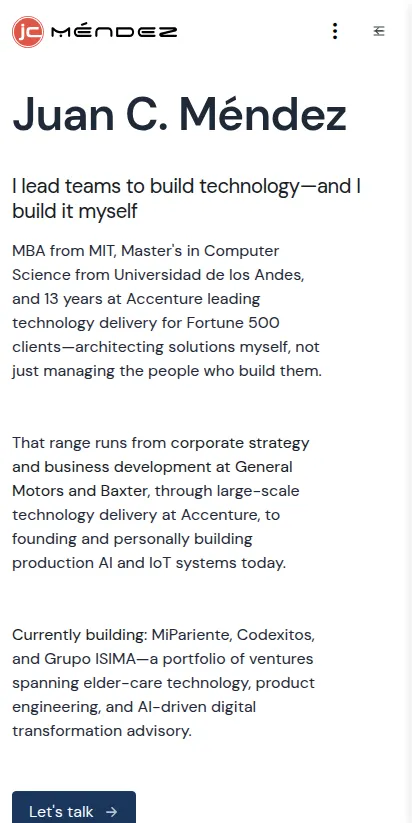 jc MÉNDEZ
Juan C. Méndez
I lead teams to build technology—and I
build it myself
MBA from MIT, Master's in Computer
Science from Universidad de los Andes,
and 13 years at Accenture leading
technology delivery for Fortune 500
clients—architecting solutions myself, not
just managing the people who build them.
That range runs from corporate strategy
and business development at General
Motors and Baxter, through large-scale
technology delivery at Accenture, to
founding and personally building
production AI and IoT systems today.
Currently building: MiPariente, Codexitos,
and Grupo ISIMA—a portfolio of ventures
spanning elder-care technology, product
engineering, and AI-driven digital
transformation advisory.
Let's talk →